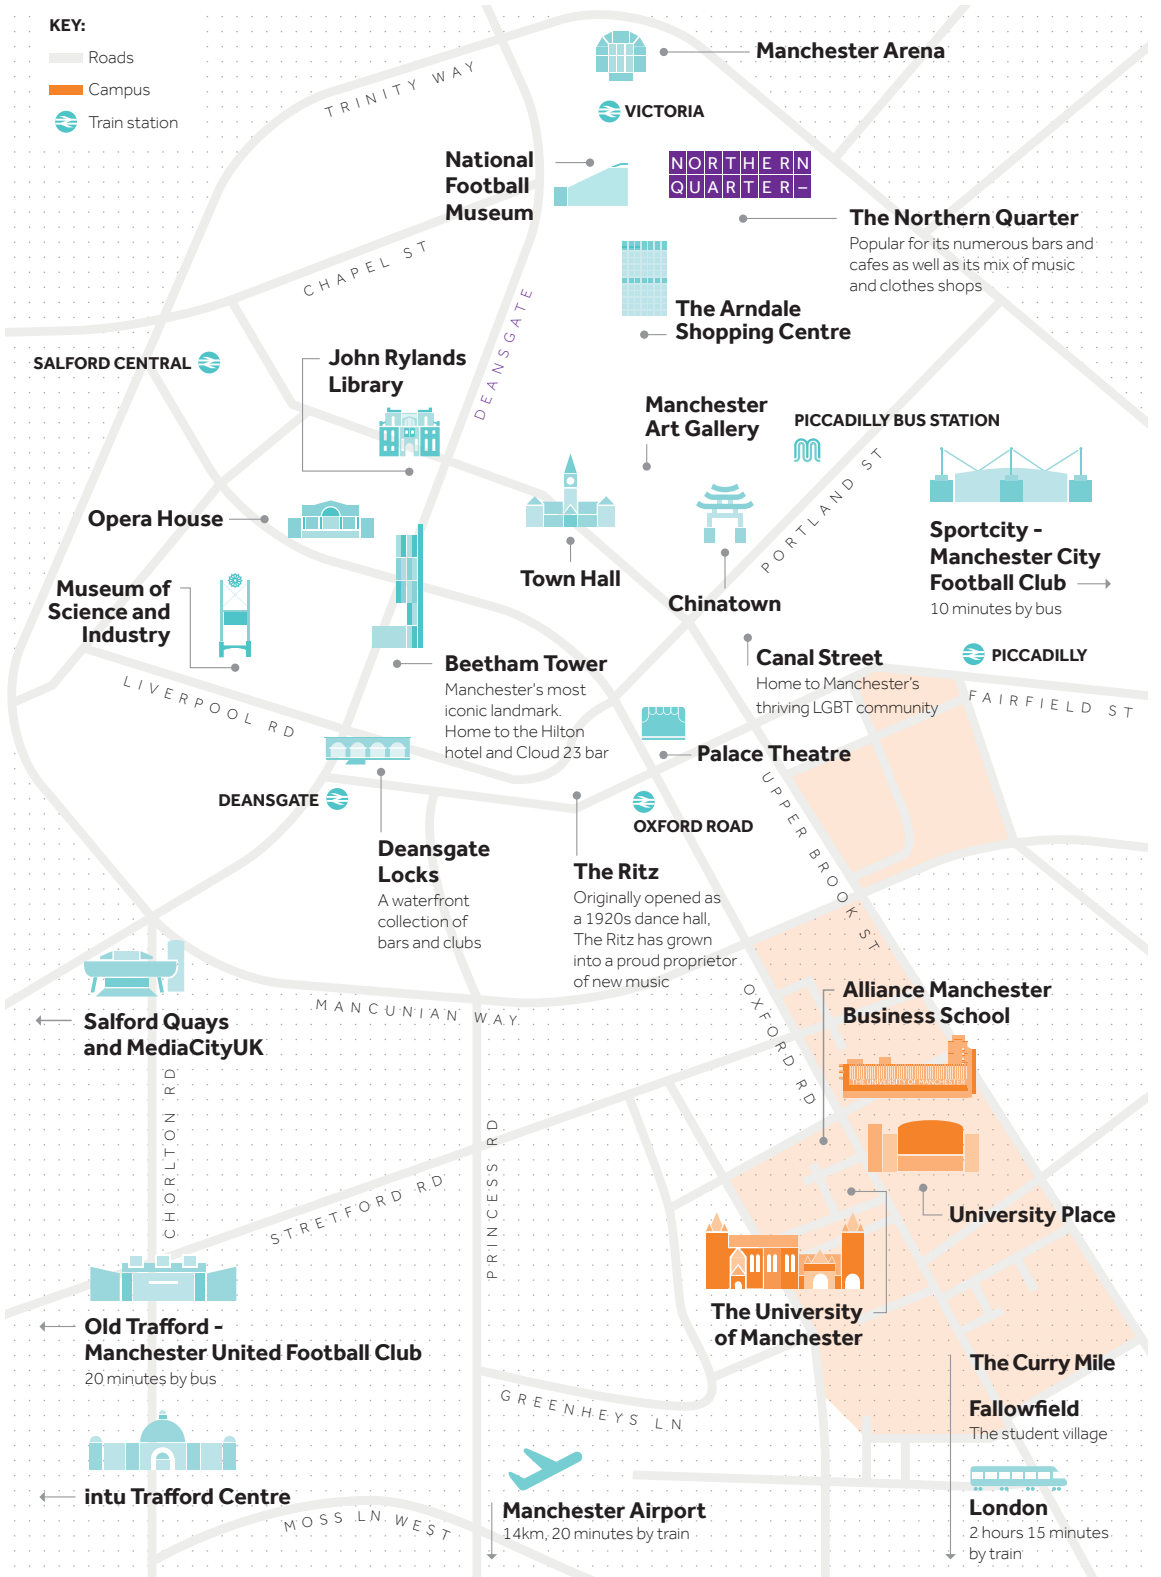 KEY:
Roads
Campus
Train station
TRINITY WAY
Manchester Arena
VICTORIA
National
Football
Museum
NORTHERN
QUARTER–
The Northern Quarter
Popular for its numerous bars and
cafes as well as its mix of music
and clothes shops
CHAPEL ST
DEANSGATE
The Arndale
Shopping Centre
SALFORD CENTRAL
John Rylands
Library
Manchester
Art Gallery
PICCADILLY BUS STATION
PORTLAND ST
Opera House
Sportcity -
Manchester City
Football Club
10 minutes by bus
Town Hall
Chinatown
Museum of
Science and
Industry
Canal Street
Home to Manchester's
thriving LGBT community
PICCADILLY
FAIRFIELD ST
Beetham Tower
Manchester's most
iconic landmark.
Home to the Hilton
hotel and Cloud 23 bar
LIVERPOOL RD
Palace Theatre
UPPER BROOK ST
DEANSGATE
OXFORD ROAD
Deansgate
Locks
A waterfront
collection of
bars and clubs
The Ritz
Originally opened as
a 1920s dance hall,
The Ritz has grown
into a proud proprietor
of new music
Salford Quays
and MediaCityUK
MANCUNIAN WAY
OXFORD RD
Alliance Manchester
Business School
THE UNIVERSITY OF MANCHESTER
CHORLTON RD
STRETFORD RD
PRINCESS RD
University Place
The University
of Manchester
Old Trafford -
Manchester United Football Club
20 minutes by bus
The Curry Mile
Fallowfield
The student village
GREENHEYS LN
intu Trafford Centre
MOSS LN WEST
Manchester Airport
14km, 20 minutes by train
London
2 hours 15 minutes
by train